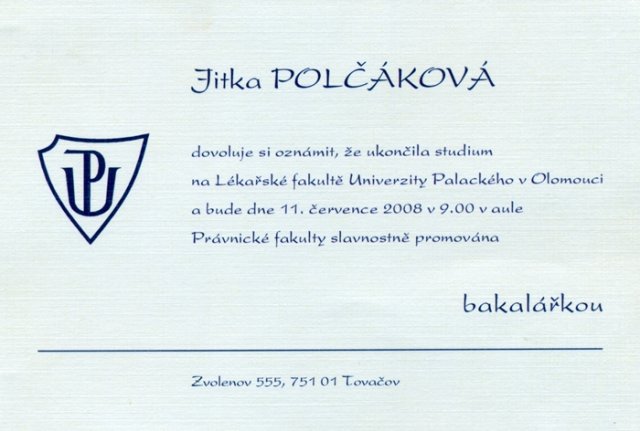 Jitka POLČÁKOVÁ
dovoluje si oznámit, že ukončila studium
na Lékařské fakultě Univerzity Palackého v Olomouci
a bude dne 11. července 2008 v 9.00 v aule
Právnické fakulty slavnostně promována
UP
bakalářkou
Zvolenov 555, 751 01 Tovačov